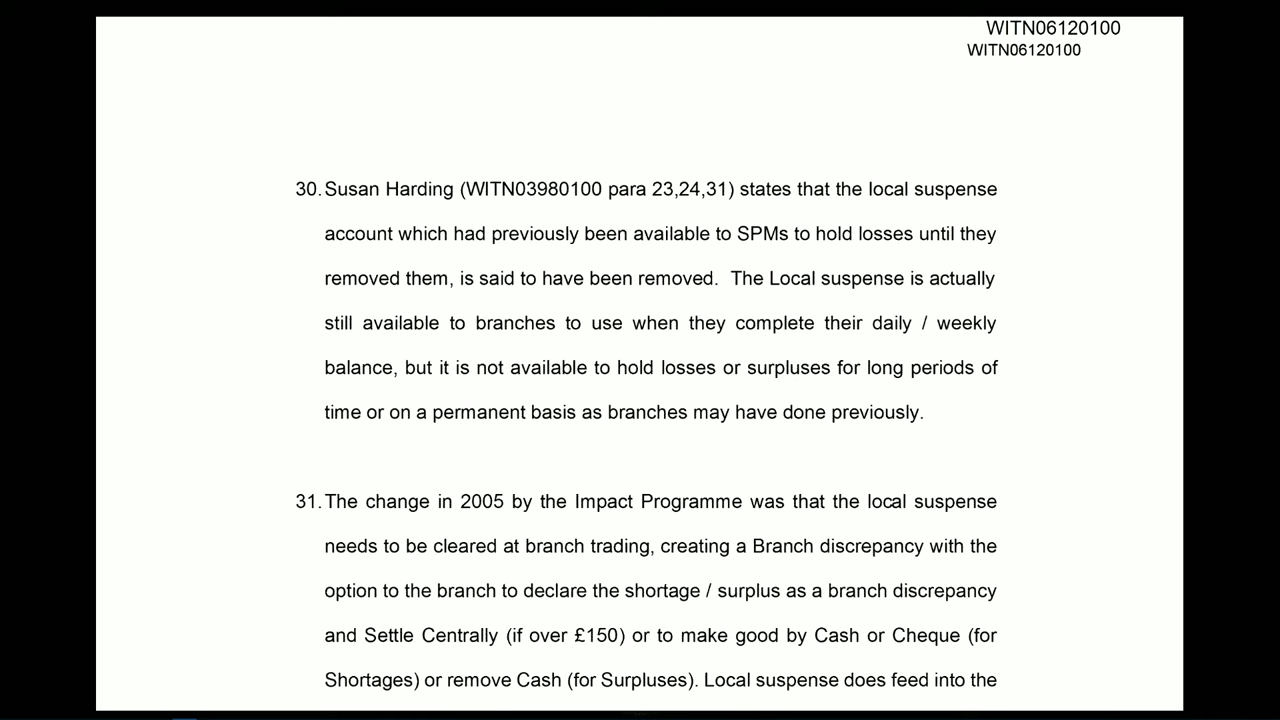 WITN06120100
WITN06120100
30. Susan Harding (WITN03980100 para 23,24,31) states that the local suspense
account which had previously been available to SPMs to hold losses until they
removed them, is said to have been removed.  The Local suspense is actually
still available to branches to use when they complete their daily / weekly
balance, but it is not available to hold losses or surpluses for long periods of
time or on a permanent basis as branches may have done previously.
31. The change in 2005 by the Impact Programme was that the local suspense
needs to be cleared at branch trading, creating a Branch discrepancy with the
option to the branch to declare the shortage / surplus as a branch discrepancy
and Settle Centrally (if over £150) or to make good by Cash or Cheque (for
Shortages) or remove Cash (for Surpluses). Local suspense does feed into the